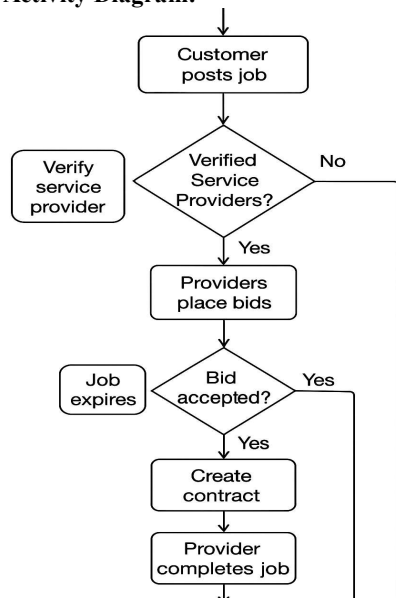 Activity Diagram:
Customer
posts job
Verified
Service
Providers?
No
Verify
service
provider
Yes
Providers
place bids
Bid
accepted?
Yes
Job
expires
Yes
Create
contract
Provider
completes job